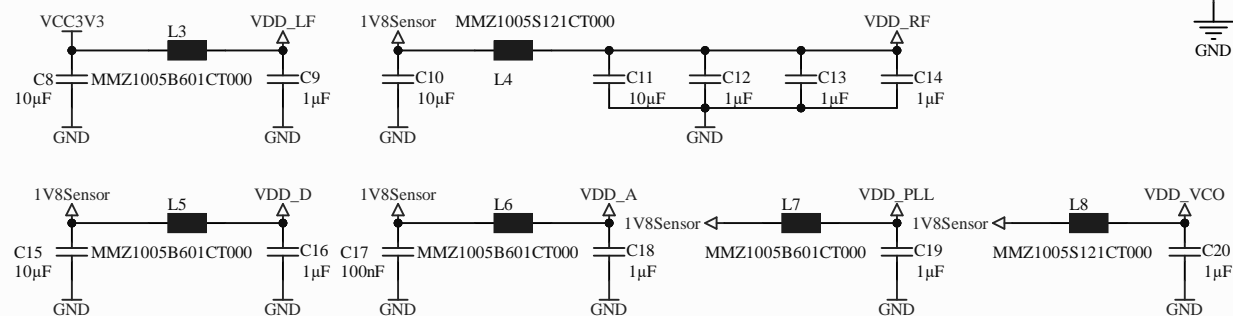 VCC3V3
L3
VDD_LF
C8
10µF
MMZ1005B601CT000
C9
1µF
GND
GND
1V8Sensor
MMZ1005S121CT000
VDD_RF
C10
10µF
L4
C11
10µF
C12
1µF
C13
1µF
C14
1µF
GND
GND
GND
1V8Sensor
L5
VDD_D
C15
10µF
MMZ1005B601CT000
C16
1µF
GND
GND
1V8Sensor
L6
VDD_A
C17
100nF
MMZ1005B601CT000
C18
1µF
GND
GND
1V8Sensor
L7
VDD_PLL
MMZ1005B601CT000
C19
1µF
GND
1V8Sensor
L8
VDD_VCO
MMZ1005S121CT000
C20
1µF
GND